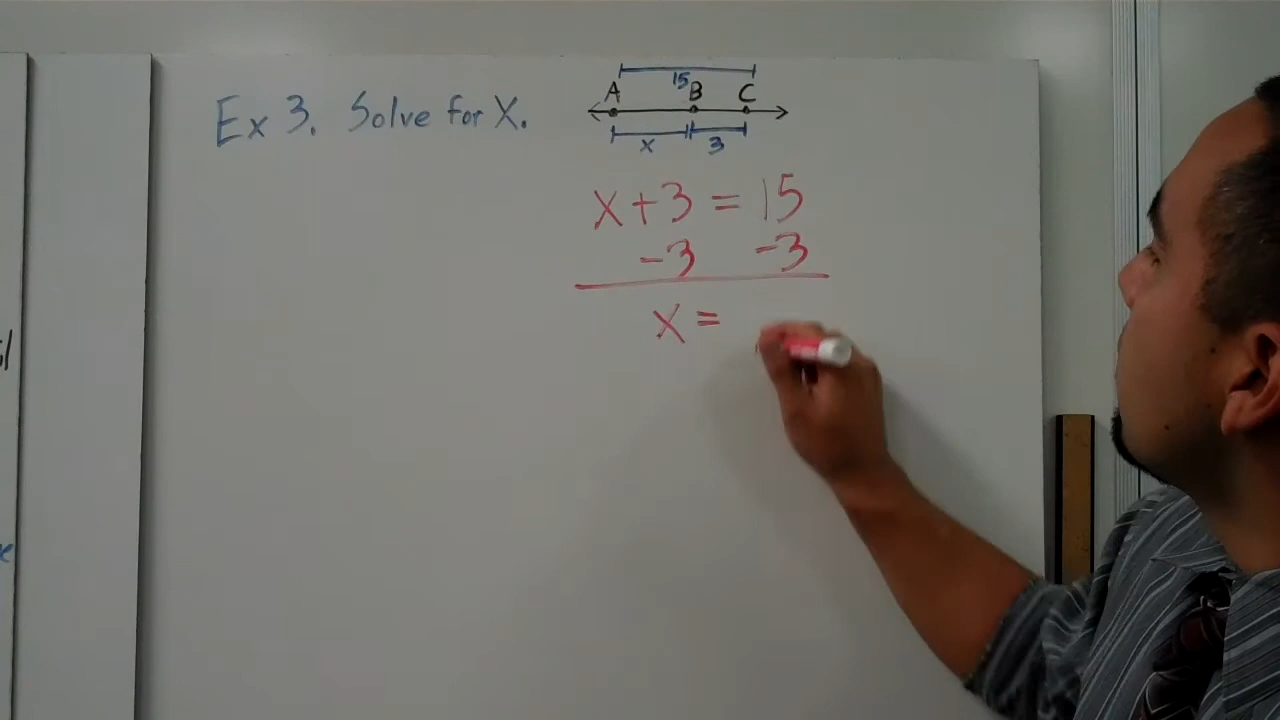 Ex 3. Solve for X.
15
A B C
x 3
x + 3 = 15
-3 -3
x =